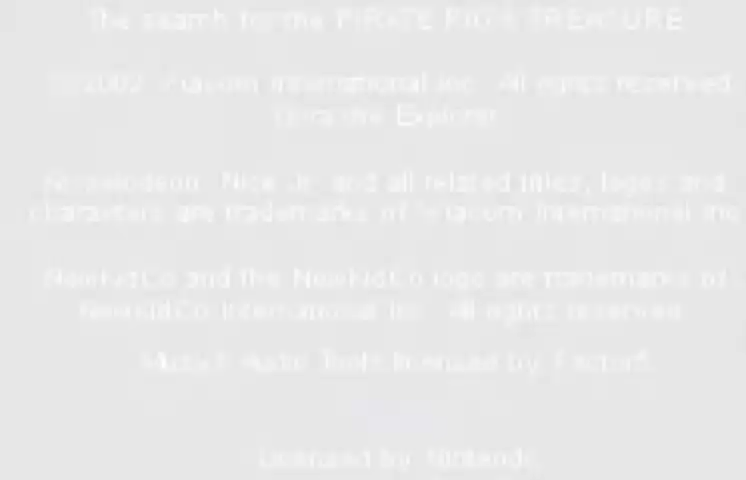 The search for the PIRATE PIG'S TREASURE
©2002 Viacom International Inc. All rights reserved
Dora the Explorer
Nickelodeon, Nick Jr. and all related titles, logos and
characters are trademarks of Viacom International Inc
NewKidCo and the NewKidCo logo are trademarks of
NewKidCo International Inc. All rights reserved
Audio Tools licensed by Factor5
Licensed by Nintendo